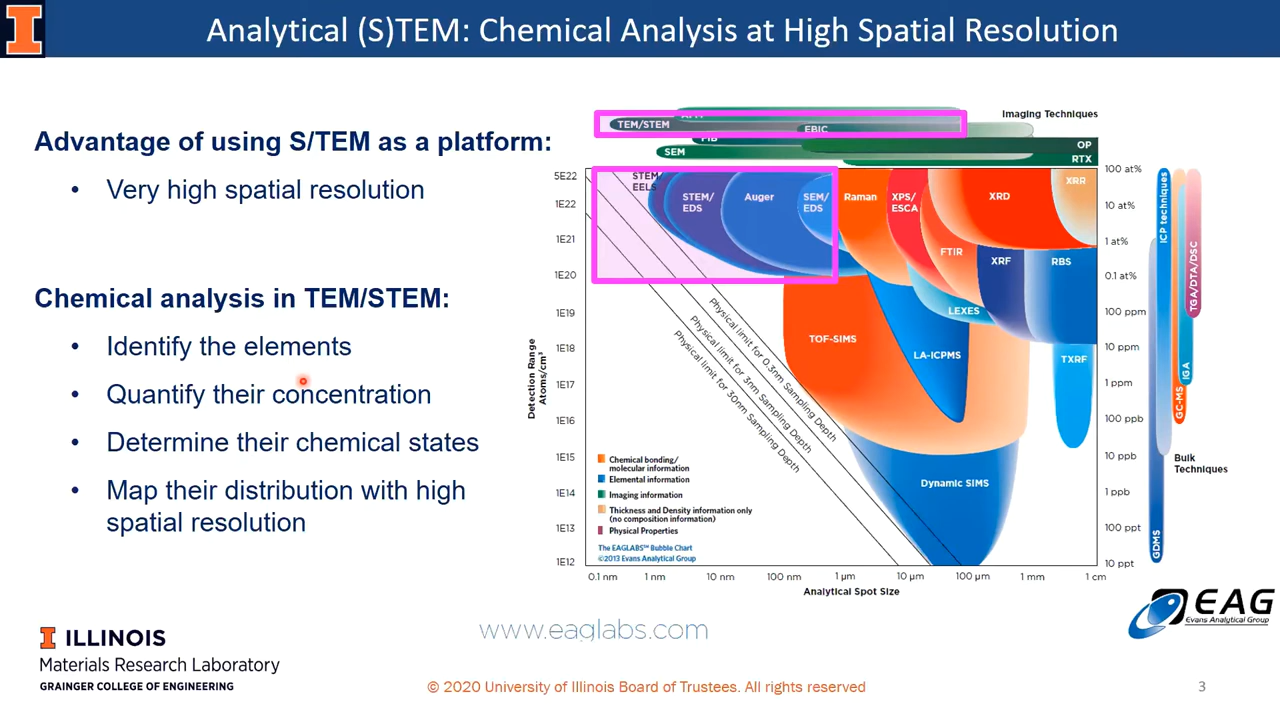 Analytical (S)TEM: Chemical Analysis at High Spatial Resolution
Advantage of using S/TEM as a platform:
• Very high spatial resolution
Chemical analysis in TEM/STEM:
• Identify the elements
• Quantify their concentration
• Determine their chemical states
• Map their distribution with high
spatial resolution
Imaging Techniques
TEM/STEM
EBIC
SEM
OP
RTX
5E22
1E22
1E21
1E20
1E19
1E18
1E17
1E16
1E15
1E14
1E13
1E12
Detection Range
Atoms/cm³
STEM/
EELS
STEM/
EDS
Auger
SEM/
EDS
Raman
XPS/
ESCA
FTIR
XRD
XRR
XRF
RBS
LEXES
TOF-SIMS
LA-ICPMS
TXRF
Dynamic SIMS
Physical limit for 0.3nm Sampling Depth
Physical limit for 3nm Sampling Depth
Physical limit for 30nm Sampling Depth
100 at%
10 at%
1 at%
0.1 at%
100 ppm
10 ppm
1 ppm
100 ppb
10 ppb
1 ppb
100 ppt
10 ppt
ICP techniques
TGA/DTA/DSC
IGA
GC-MS
GDMS
Bulk
Techniques
Chemical bonding/
molecular information
Elemental information
Imaging information
Thickness and Density information only
(no composition information)
Physical Properties
The EAGLABS™ Bubble Chart
©2013 Evans Analytical Group
0.1 nm 1 nm 10 nm 100 nm 1 µm 10 µm 100 µm 1 mm 1 cm
Analytical Spot Size
EAG
Evans Analytical Group
www.eaglabs.com
I ILLINOIS
Materials Research Laboratory
GRAINGER COLLEGE OF ENGINEERING
© 2020 University of Illinois Board of Trustees. All rights reserved
3